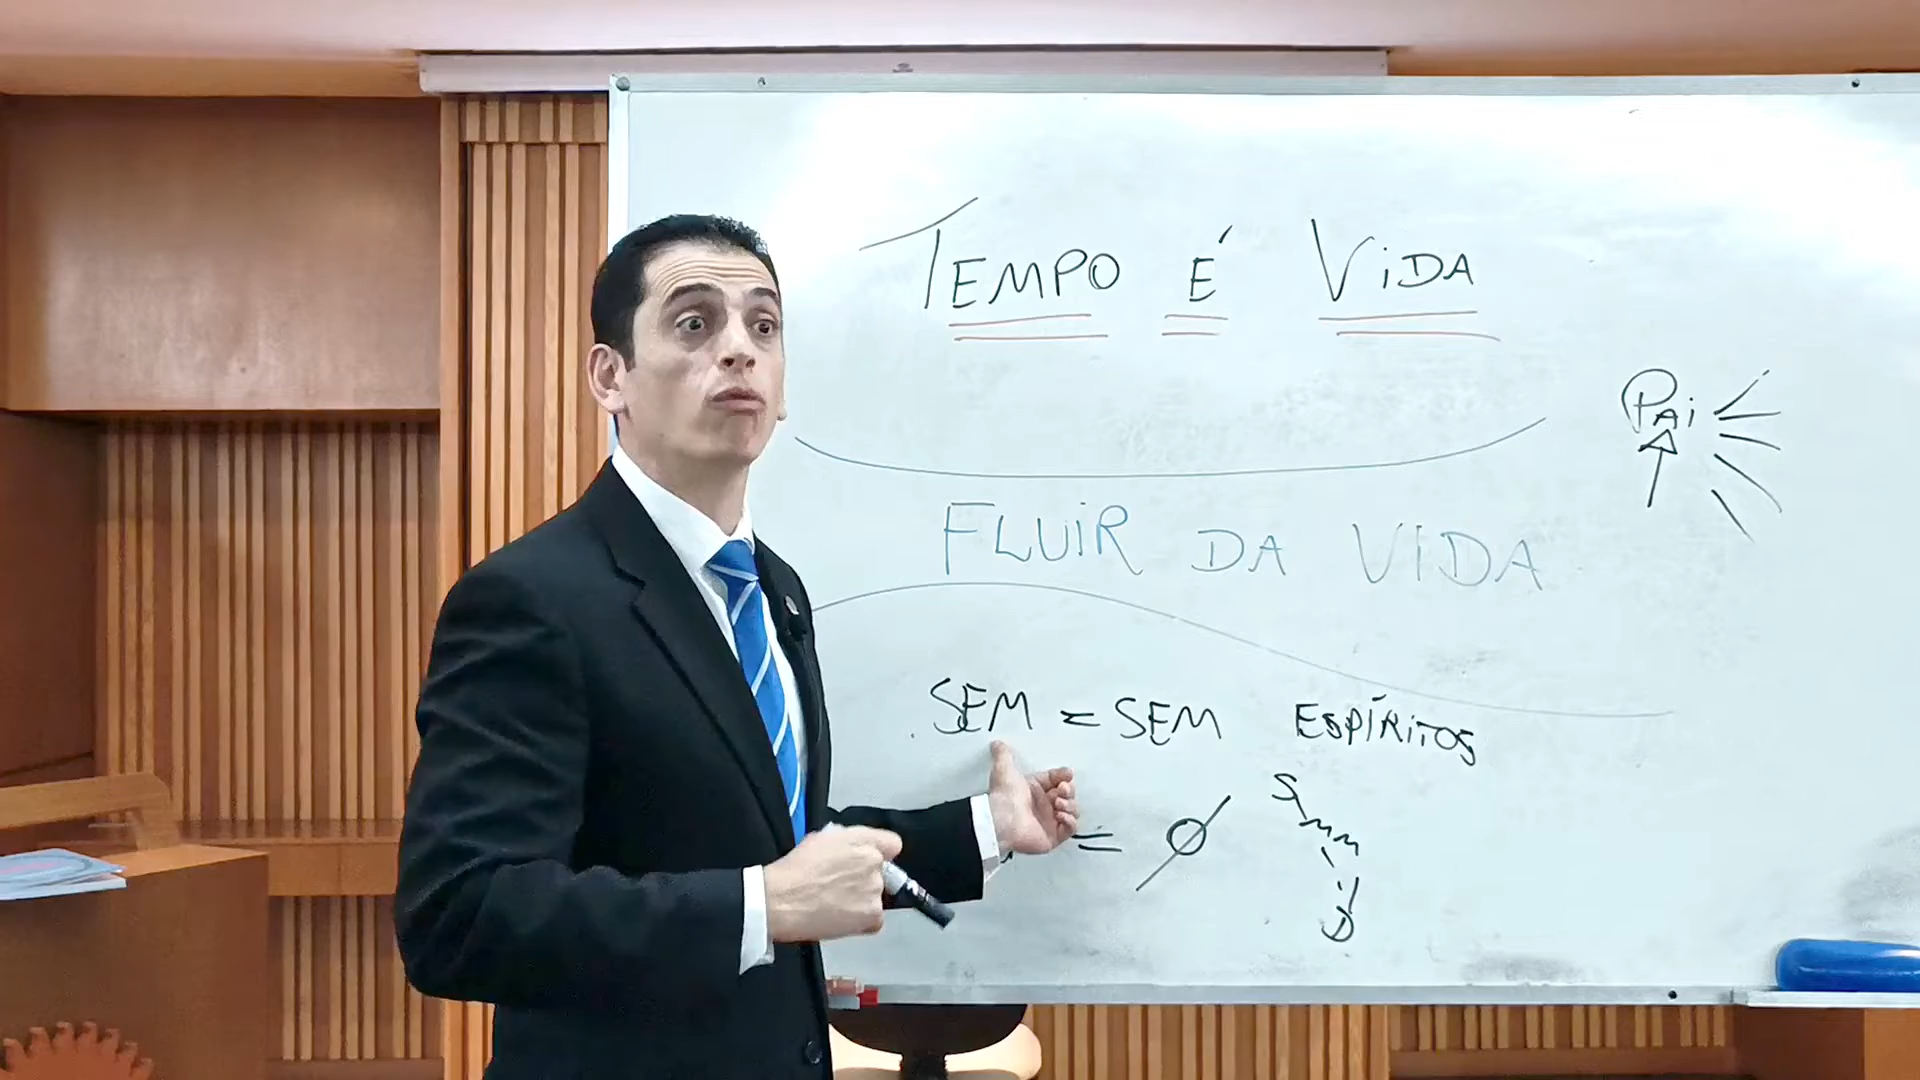 TEMPO É VIDA
Pai
FLUIR DA VIDA
SEM = SEM ESPÍRITOS
= Ø